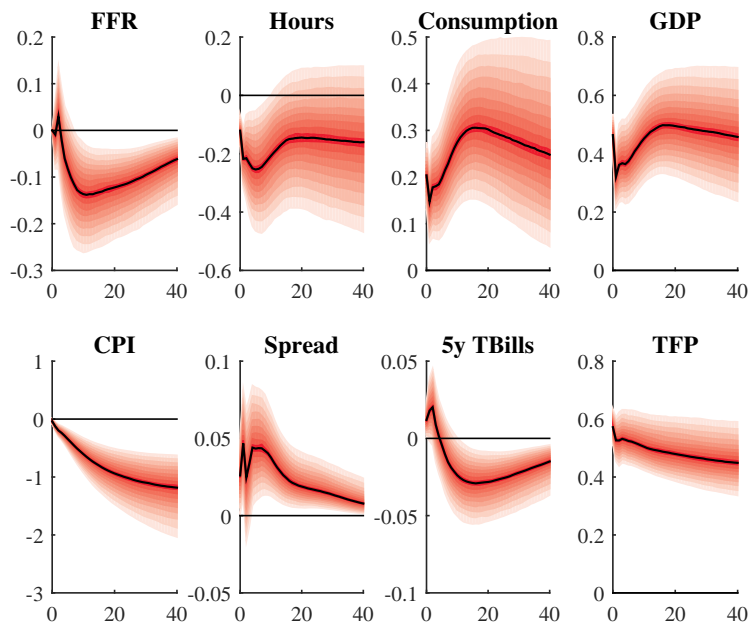 FFR Hours Consumption GDP
0.2 0.2 0.5 0.8
0.1 0.4 0.6
0 0 0.3
-0.2 0.4
-0.1 0.2
-0.2 -0.4 0.1 0.2
-0.3 -0.6 0 0
0 20 40 0 20 40 0 20 40 0 20 40
CPI Spread 5y TBills TFP
1 0.1 0.05 0.8
0 0.05 0 0.6
-1 0.4
-2 0 -0.05 0.2
-3 -0.05 -0.1 0
0 20 40 0 20 40 0 20 40 0 20 40